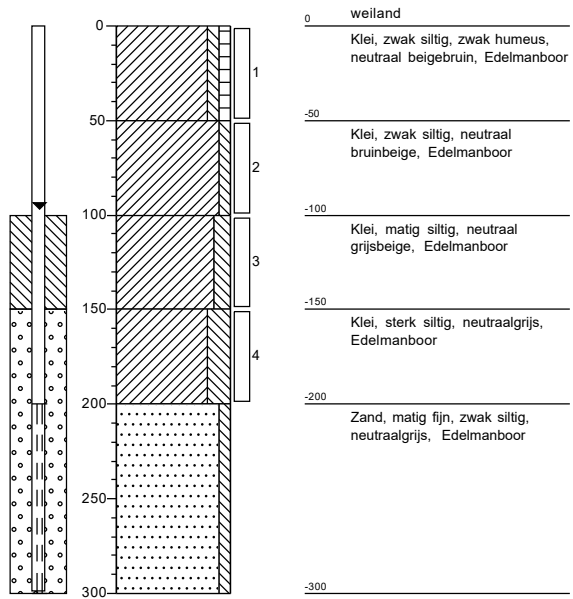 weiland
0
0
Klei, zwak siltig, zwak humeus,
neutraal beigebruin, Edelmanboor
1
50
-50
Klei, zwak siltig, neutraal
bruinbeige, Edelmanboor
2
100
-100
Klei, matig siltig, neutraal
grijsbeige, Edelmanboor
3
150
-150
Klei, sterk siltig, neutraalgrijs,
Edelmanboor
4
200
-200
Zand, matig fijn, zwak siltig,
neutraalgrijs, Edelmanboor
250
300
-300